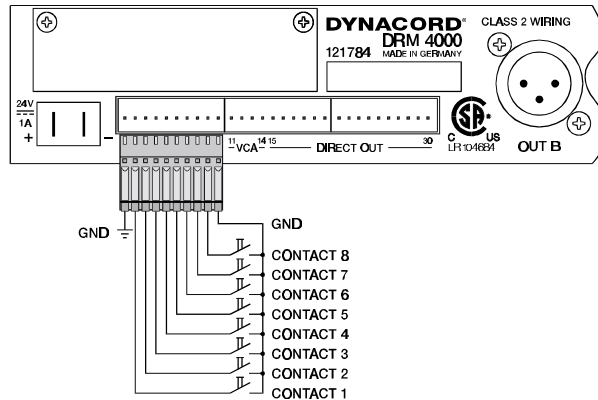 DYNACORD®
CLASS 2 WIRING
DRM 4000
121784 MADE IN GERMANY
24V
1A
+
–
11 VCA 14 15 DIRECT OUT 30
C US
LR104684
OUT B
GND
GND
CONTACT 8
CONTACT 7
CONTACT 6
CONTACT 5
CONTACT 4
CONTACT 3
CONTACT 2
CONTACT 1